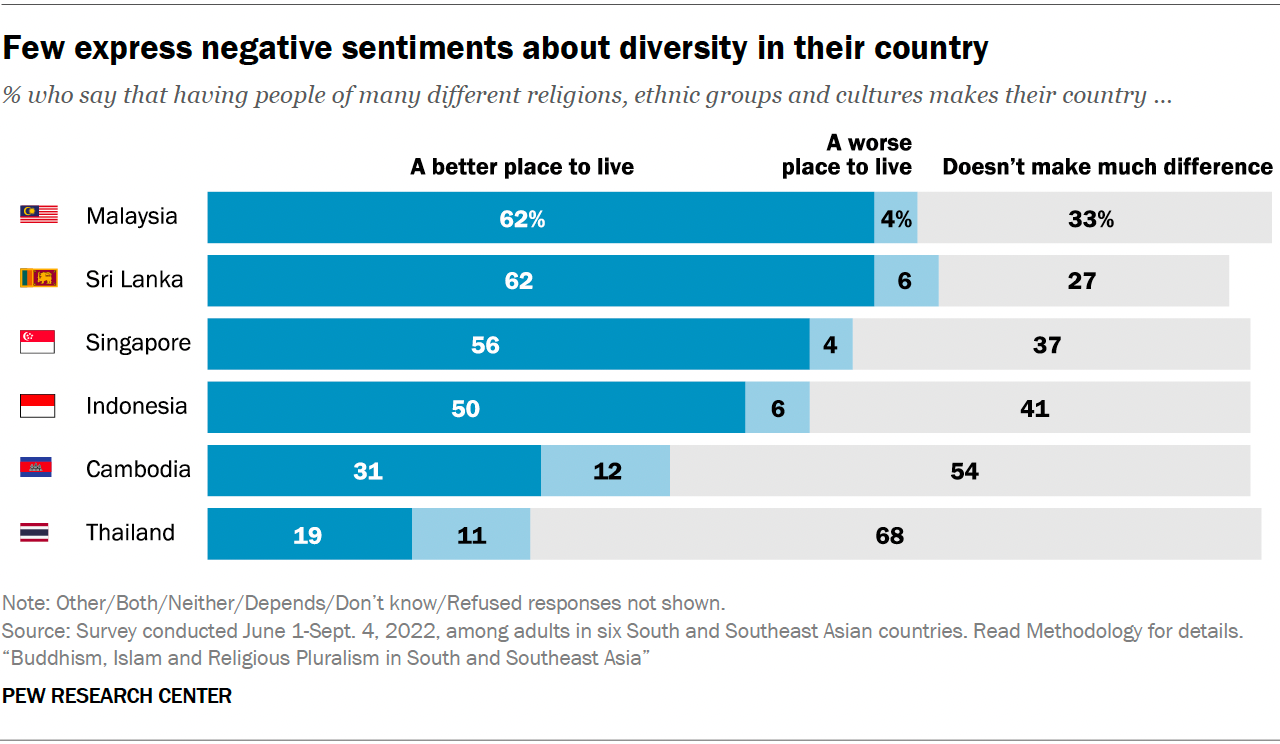 Few express negative sentiments about diversity in their country
% who say that having people of many different religions, ethnic groups and cultures makes their country ...
A better place to live
A worse
place to live
Doesn't make much difference
Malaysia 62% 4% 33%
Sri Lanka 62 6 27
Singapore 56 4 37
Indonesia 50 6 41
Cambodia 31 12 54
Thailand 19 11 68
Note: Other/Both/Neither/Depends/Don't know/Refused responses not shown.
Source: Survey conducted June 1-Sept. 4, 2022, among adults in six South and Southeast Asian countries. Read Methodology for details.
“Buddhism, Islam and Religious Pluralism in South and Southeast Asia”
PEW RESEARCH CENTER